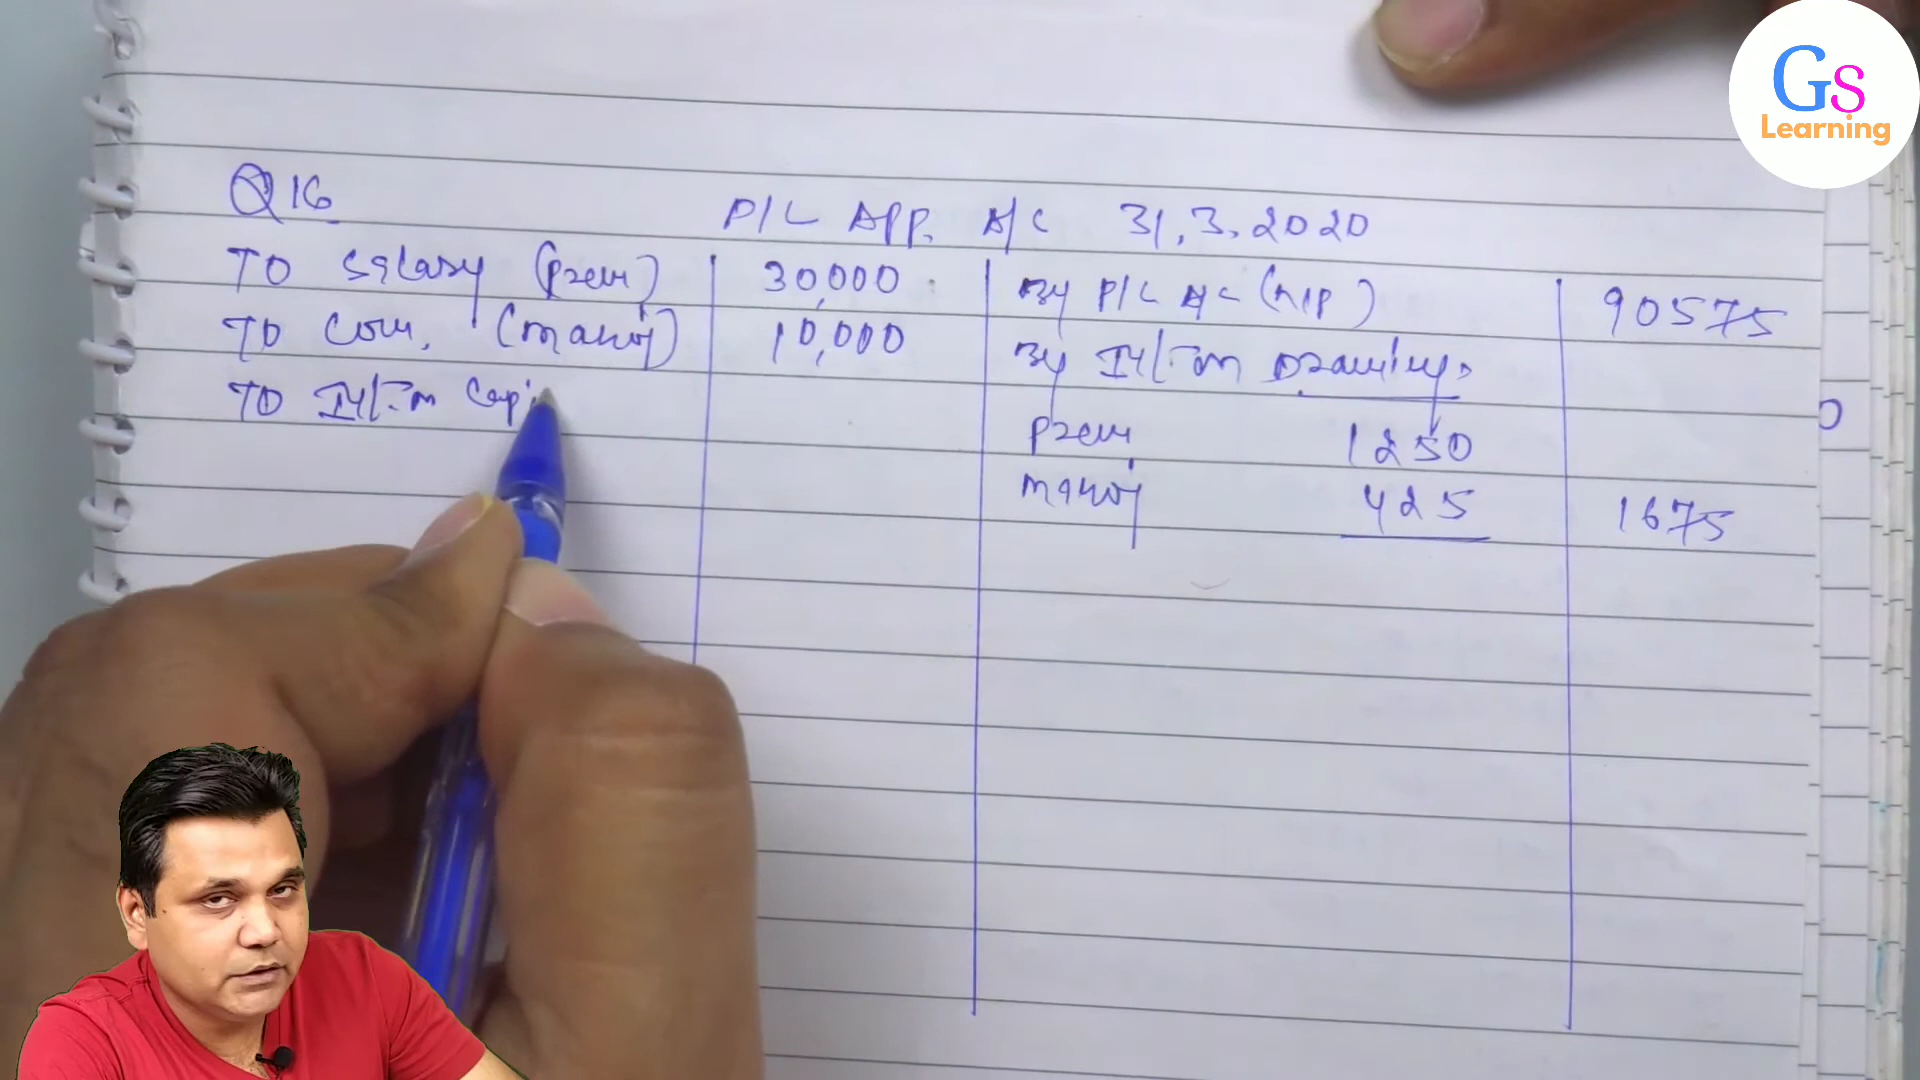 Gs
Learning
Q16
P/L App. A/C 31.3.2020
To Salary (Prem) 30,000 By P/L A/C (N/P) 90575
To Com. (Manoj) 10,000 By Int. on Drawings
To Int. on Capi
Prem 1250
Manoj 425 1675